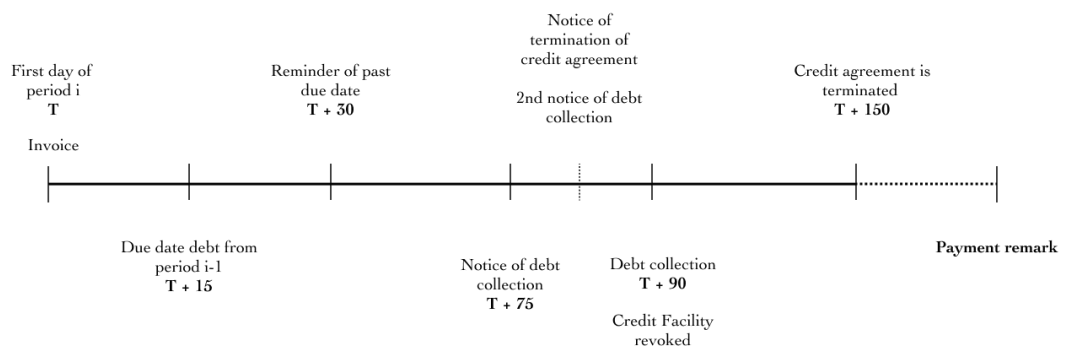 First day of
period i
T
Invoice
Due date debt from
period i-1
T + 15
Reminder of past
due date
T + 30
Notice of debt
collection
T + 75
Notice of
termination of
credit agreement
2nd notice of debt
collection
Debt collection
T + 90
Credit Facility
revoked
Credit agreement is
terminated
T + 150
Payment remark